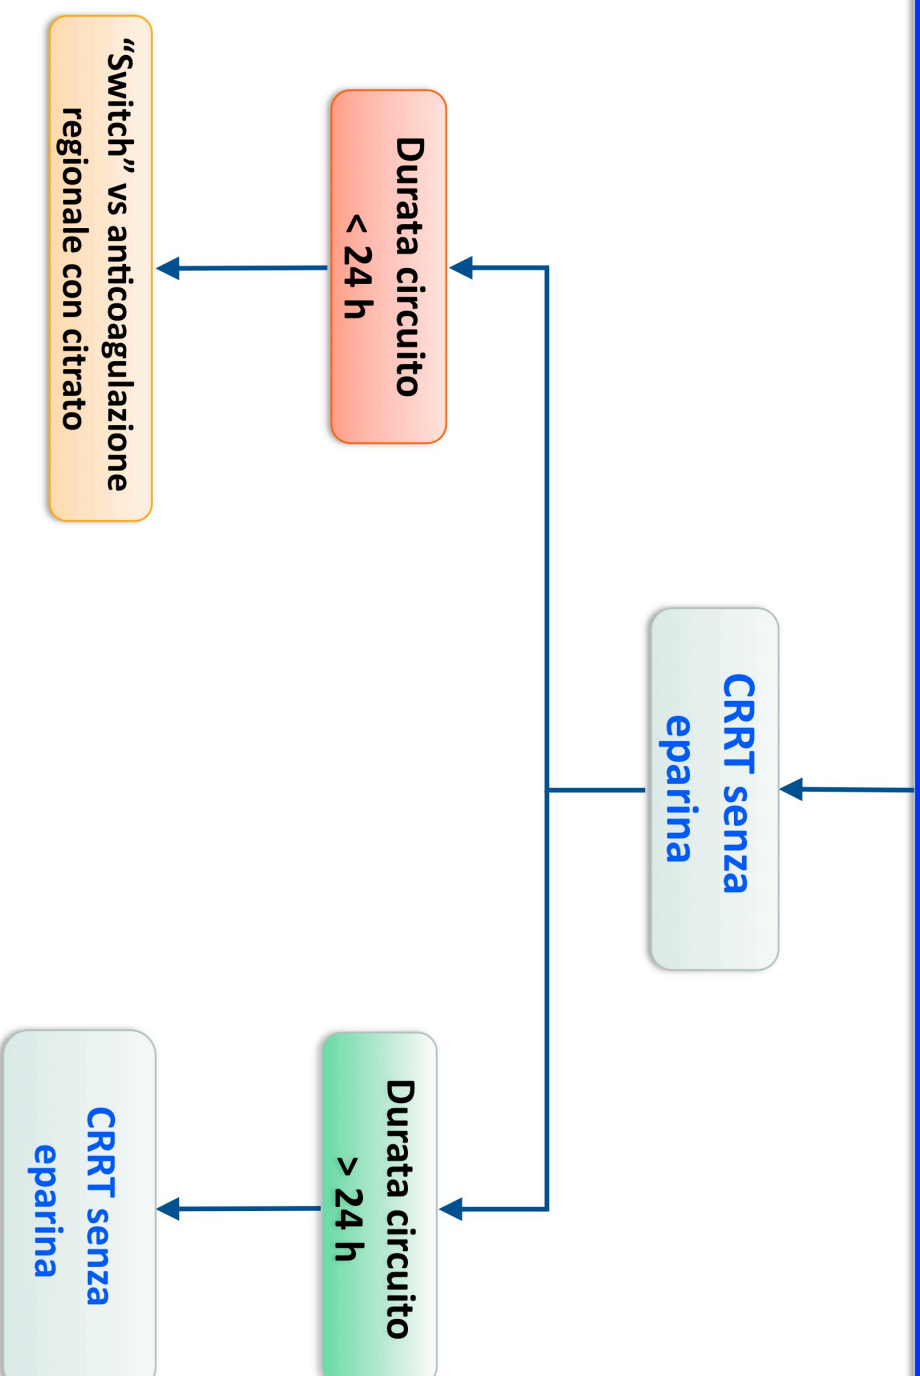 CRRT senza
eparina
Durata circuito
< 24 h
Durata circuito
> 24 h
“Switch” vs anticoagulazione
regionale con citrato
CRRT senza
eparina